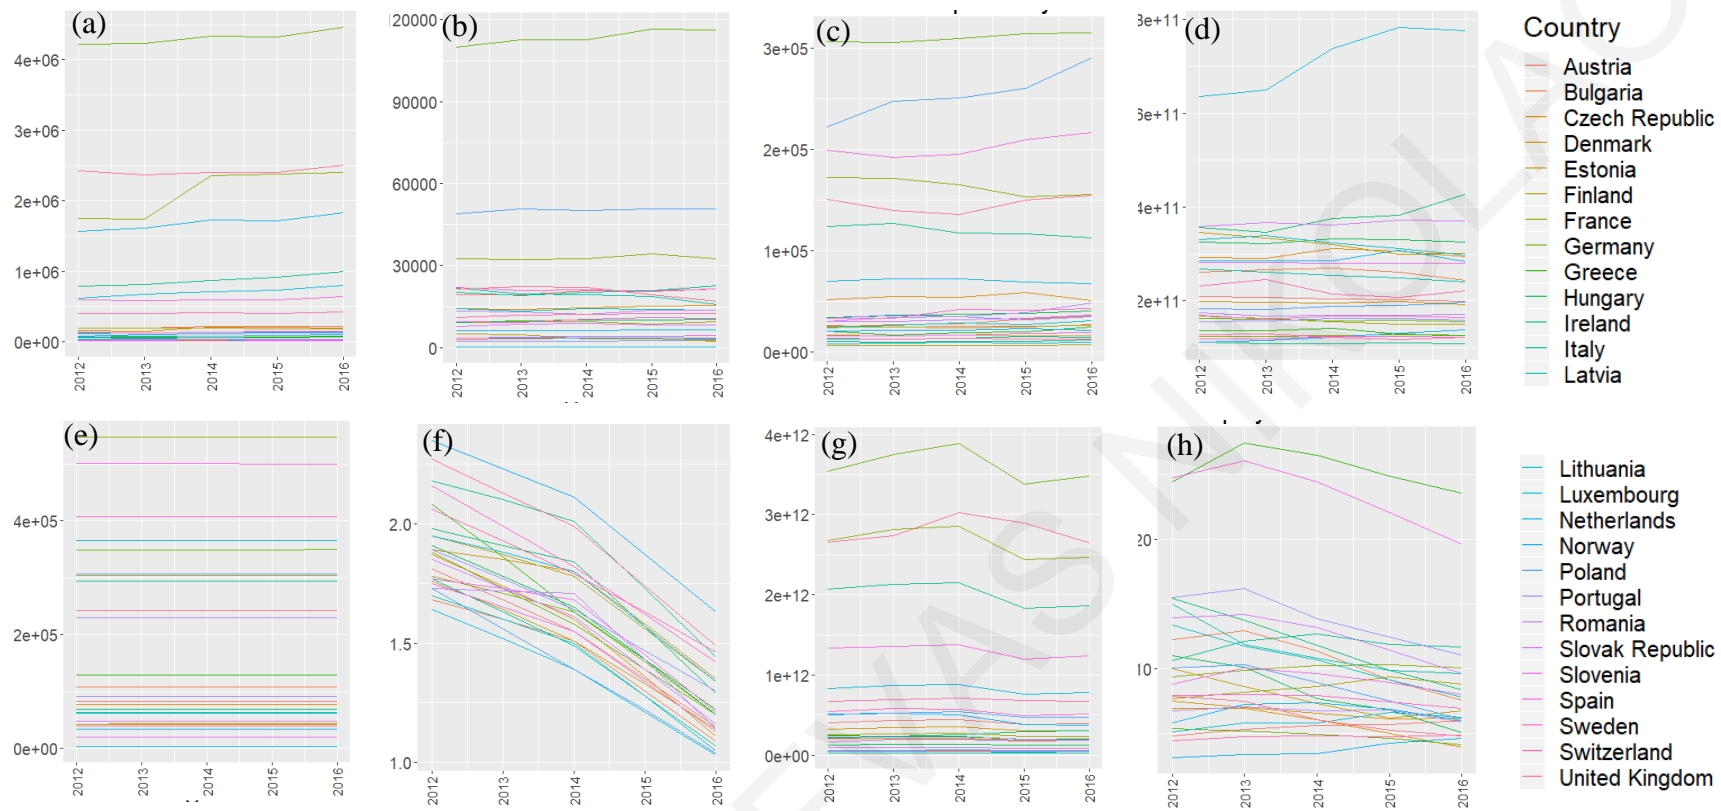 (a)
4e+06
3e+06
2e+06
1e+06
0e+00
2012
2013
2014
2015
2016
(b)
120000
90000
60000
30000
0
2012
2013
2014
2015
2016
(c)
3e+05
2e+05
1e+05
0e+00
2012
2013
2014
2015
2016
(d)
8e+11
6e+11
4e+11
2e+11
2012
2013
2014
2015
2016
Country
Austria
Bulgaria
Czech Republic
Denmark
Estonia
Finland
France
Germany
Greece
Hungary
Ireland
Italy
Latvia
(e)
4e+05
2e+05
0e+00
2012
2013
2014
2015
2016
(f)
2.0
1.5
1.0
2012
2013
2014
2015
2016
(g)
4e+12
3e+12
2e+12
1e+12
0e+00
2012
2013
2014
2015
2016
(h)
20
10
2012
2013
2014
2015
2016
Lithuania
Luxembourg
Netherlands
Norway
Poland
Portugal
Romania
Slovak Republic
Slovenia
Spain
Sweden
Switzerland
United Kingdom